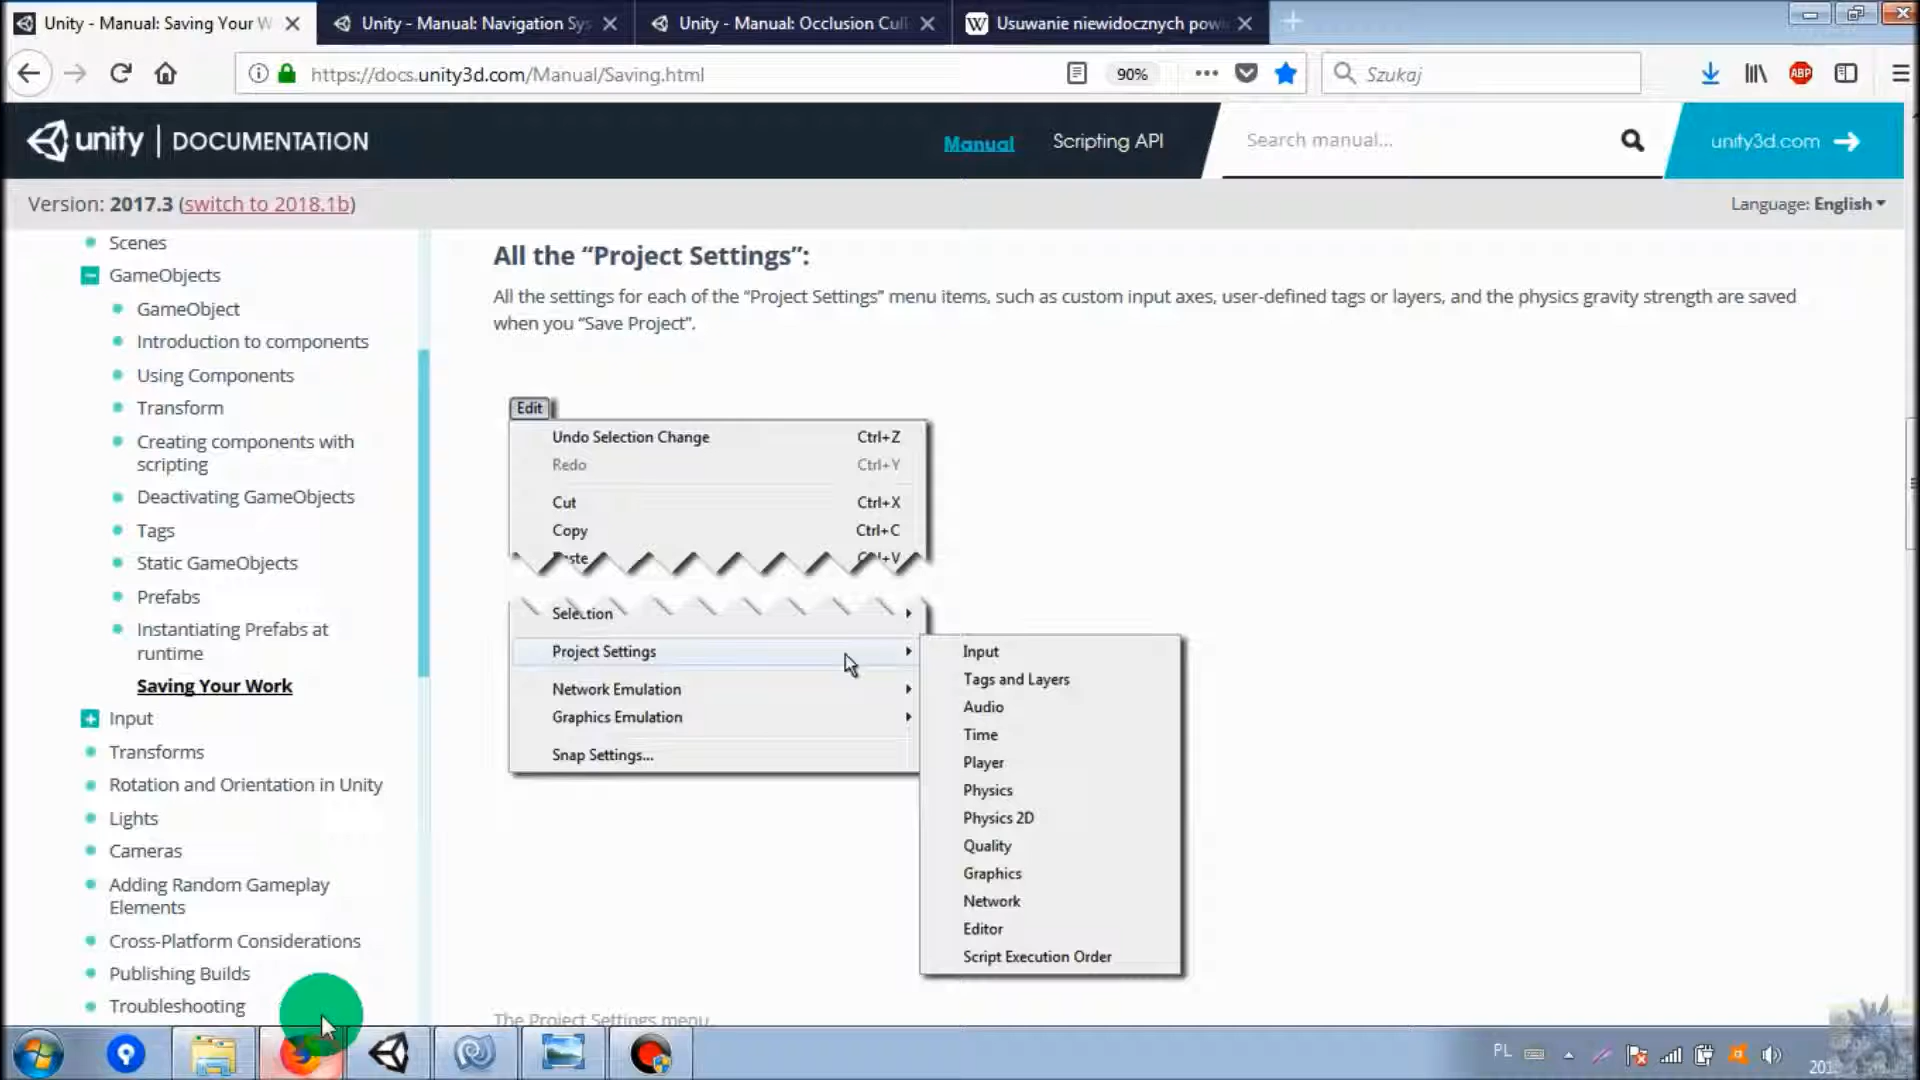 Unity - Manual: Saving Your W
Unity - Manual: Navigation Sys
Unity - Manual: Occlusion Cull
W Usuwanie niewidocznych powi
https://docs.unity3d.com/Manual/Saving.html
90%
Szukaj
ABP
unity | DOCUMENTATION
Manual
Scripting API
Search manual...
unity3d.com
Version: 2017.3 (switch to 2018.1b)
Language: English
Scenes
GameObjects
GameObject
Introduction to components
Using Components
Transform
Creating components with
scripting
Deactivating GameObjects
Tags
Static GameObjects
Prefabs
Instantiating Prefabs at
runtime
Saving Your Work
Input
Transforms
Rotation and Orientation in Unity
Lights
Cameras
Adding Random Gameplay
Elements
Cross-Platform Considerations
Publishing Builds
Troubleshooting
All the “Project Settings”:
All the settings for each of the “Project Settings” menu items, such as custom input axes, user-defined tags or layers, and the physics gravity strength are saved
when you “Save Project”.
Edit
Undo Selection Change Ctrl+Z
Redo Ctrl+Y
Cut Ctrl+X
Copy Ctrl+C
Paste Ctrl+V
Selection
Project Settings
Network Emulation
Graphics Emulation
Snap Settings...
Input
Tags and Layers
Audio
Time
Player
Physics
Physics 2D
Quality
Graphics
Network
Editor
Script Execution Order
The Project Settings menu.
PL